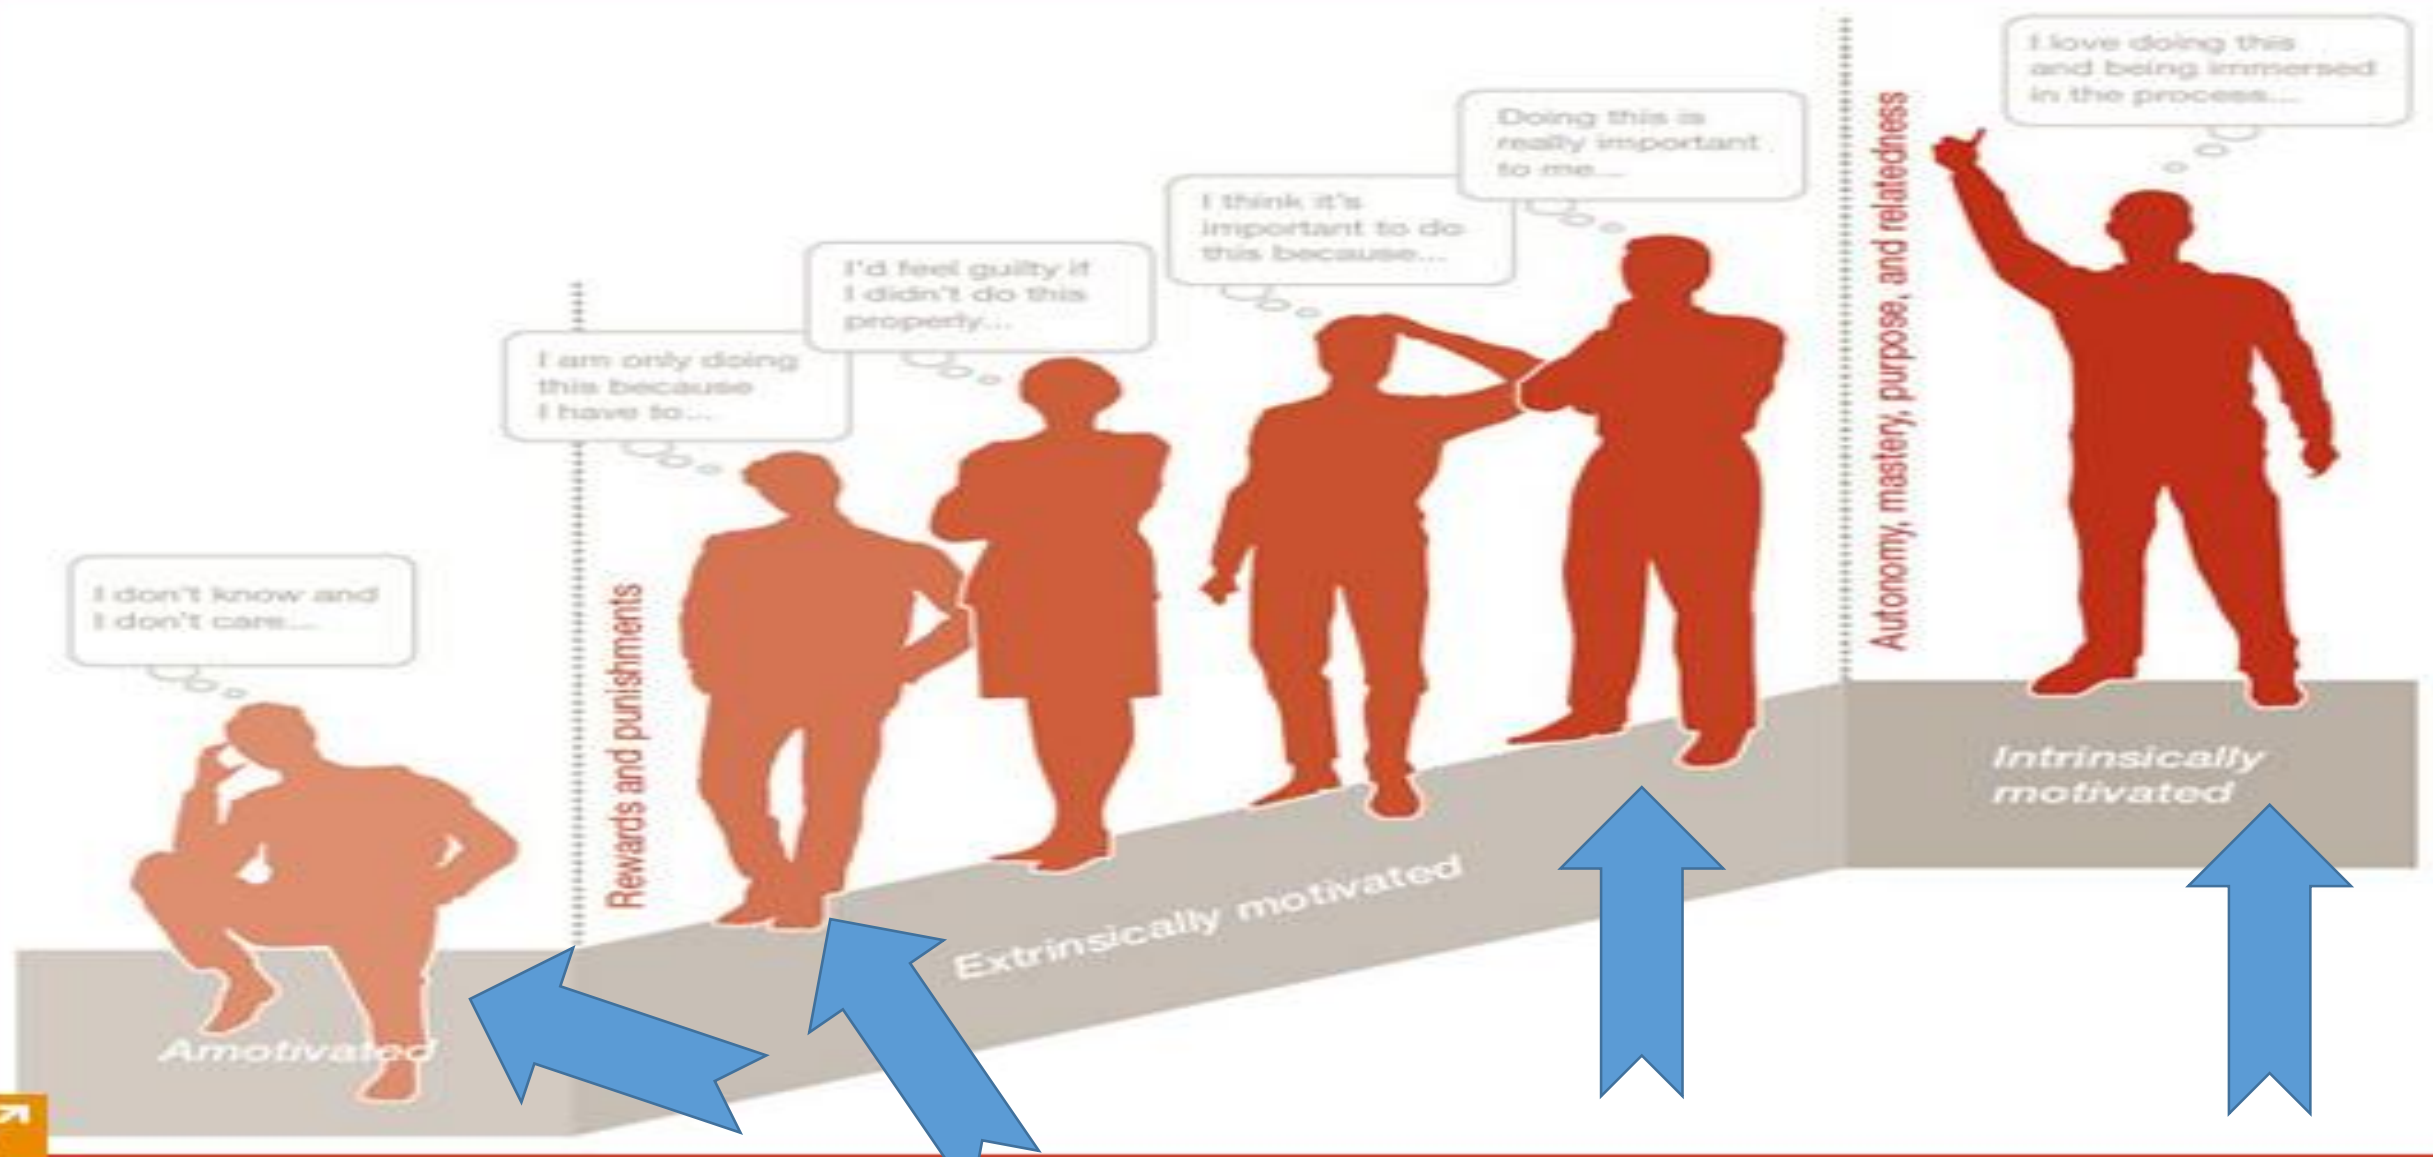 I don't know and
I don't care...
I am only doing
this because
I have to...
I'd feel guilty if
I didn't do this
properly...
I think it's
important to do
this because...
Doing this is
really important
to me...
I love doing this
and being immersed
in the process...
Rewards and punishments
Autonomy, mastery, purpose, and relatedness
Amotivated
Extrinsically motivated
Intrinsically
motivated